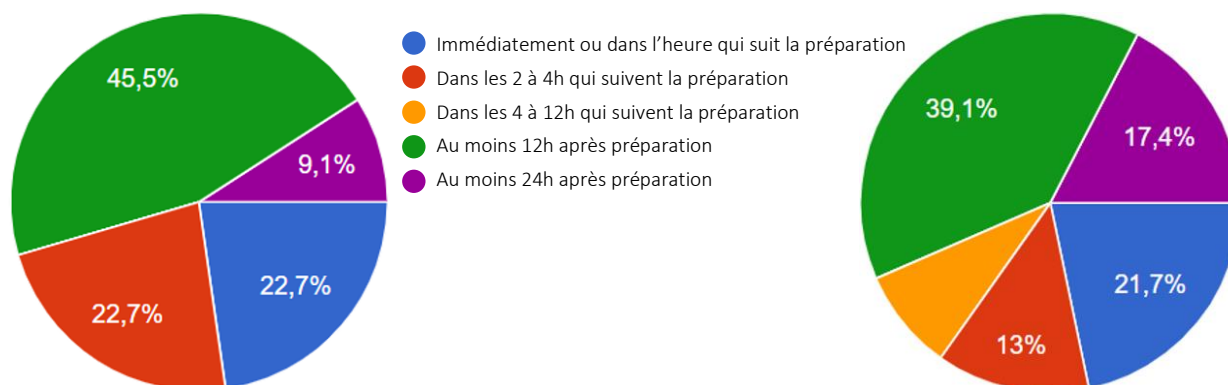 45,5%
9,1%
22,7%
22,7%
Immédiatement ou dans l’heure qui suit la préparation
Dans les 2 à 4h qui suivent la préparation
Dans les 4 à 12h qui suivent la préparation
Au moins 12h après préparation
Au moins 24h après préparation
39,1%
17,4%
21,7%
13%